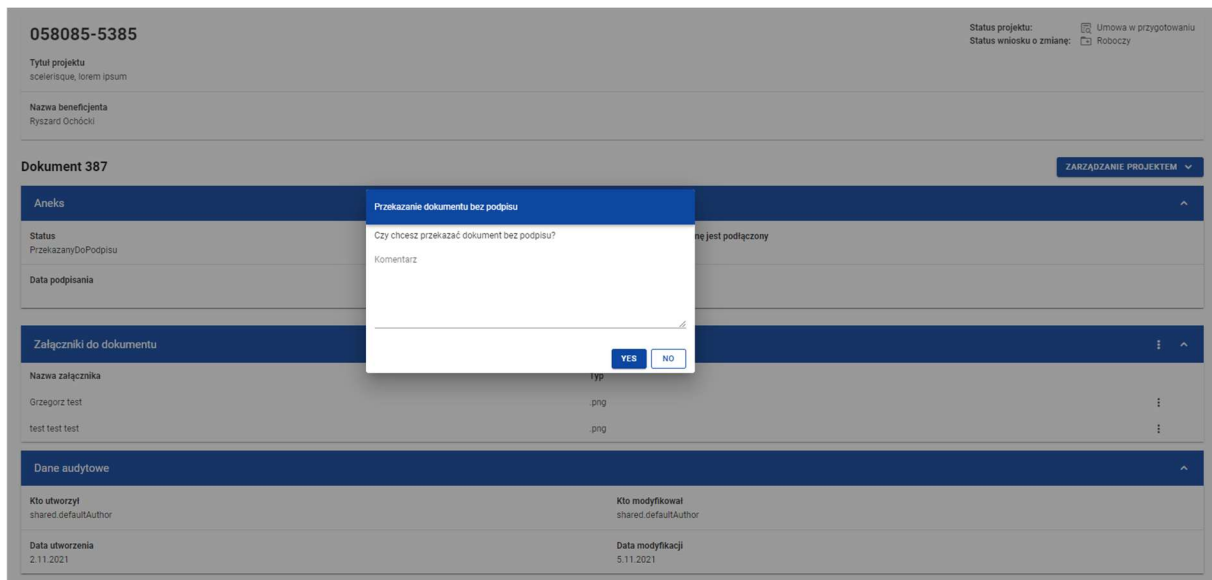 058085-5385
Status projektu: Umowa w przygotowaniu
Status wniosku o zmianę: Roboczy
Tytuł projektu
scelerisque, lorem ipsum
Nazwa beneficjenta
Ryszard Ochócki
Dokument 387
ZARZĄDZANIE PROJEKTEM
Aneks
Przekazanie dokumentu bez podpisu
Czy chcesz przekazać dokument bez podpisu?
Komentarz
YES NO
Status
nę jest podłączony
PrzekazanyDoPodpisu
Data podpisania
Załączniki do dokumentu
Nazwa załącznika Typ
Grzegorz test .png
test test test .png
Dane audytowe
Kto utworzył Kto modyfikował
shared.defaultAuthor shared.defaultAuthor
Data utworzenia Data modyfikacji
2.11.2021 5.11.2021